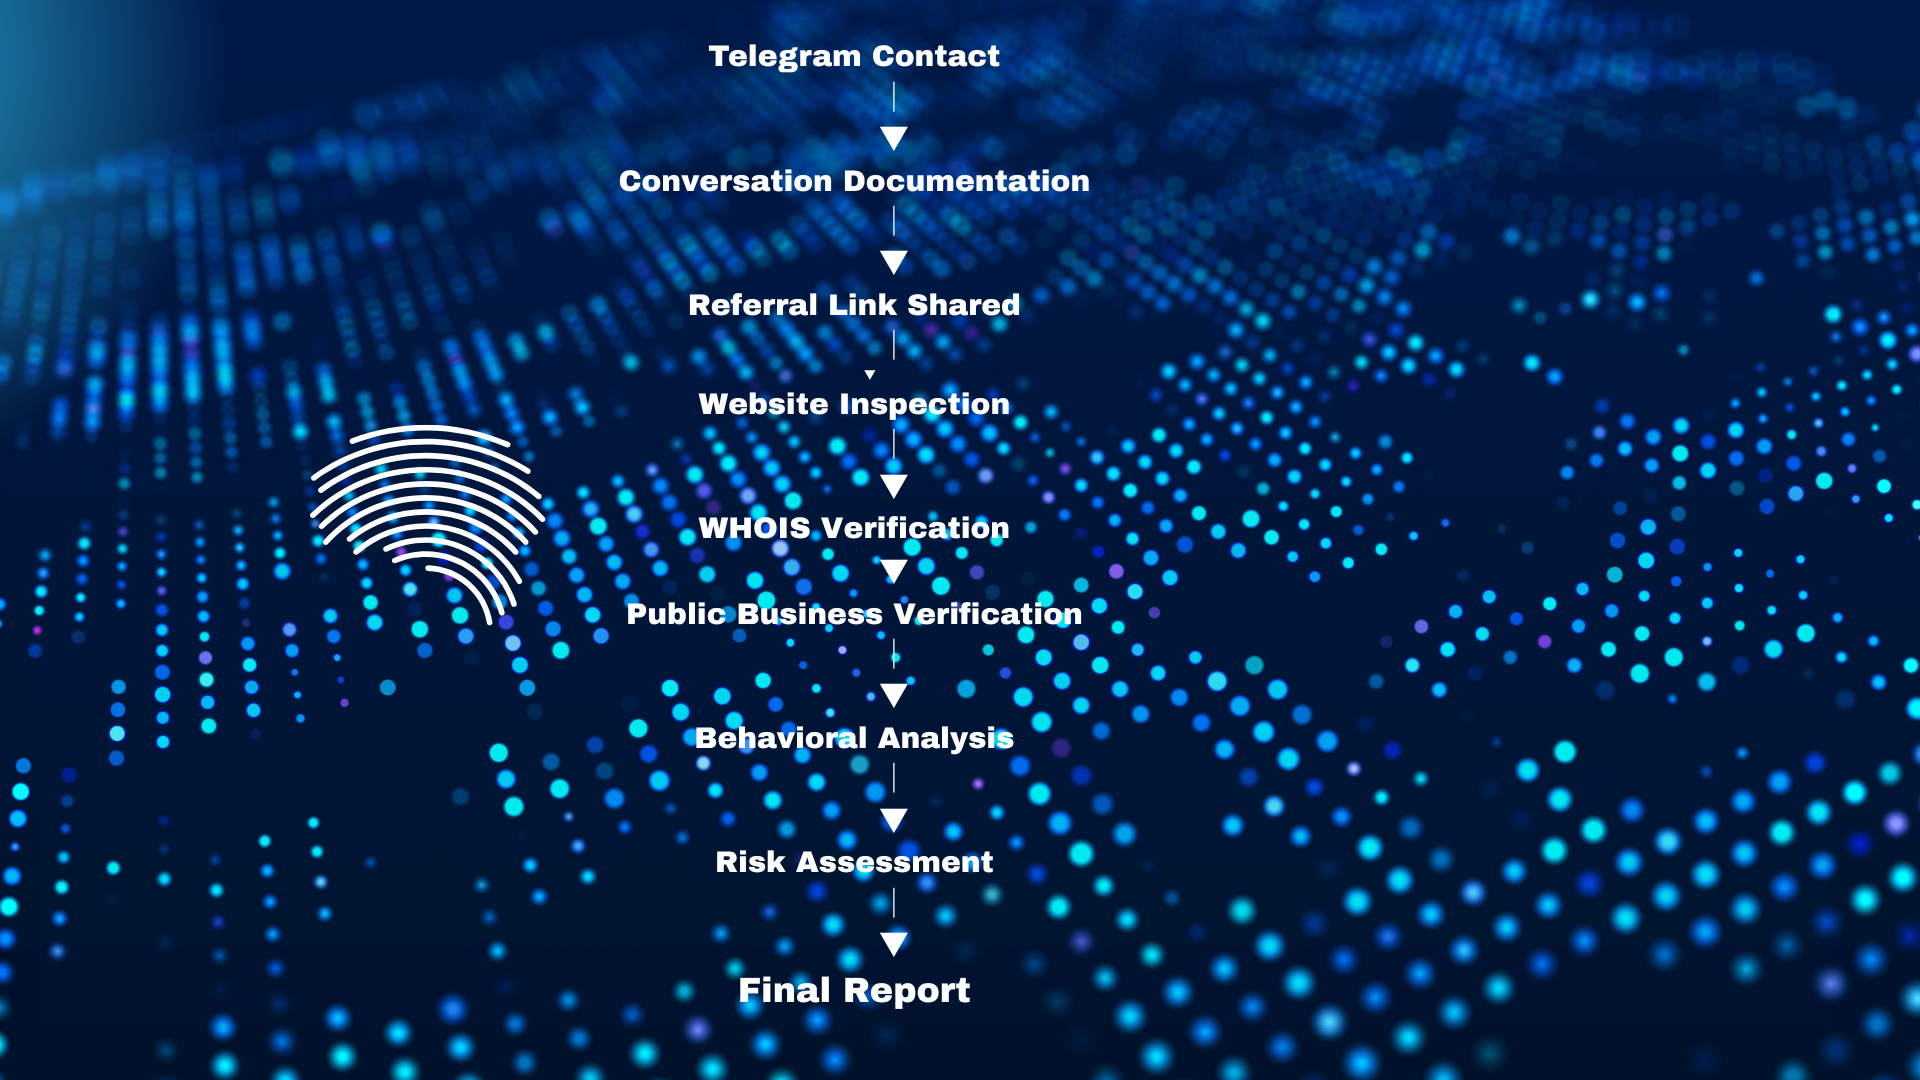 Telegram Contact
Conversation Documentation
Referral Link Shared
Website Inspection
WHOIS Verification
Public Business Verification
Behavioral Analysis
Risk Assessment
Final Report